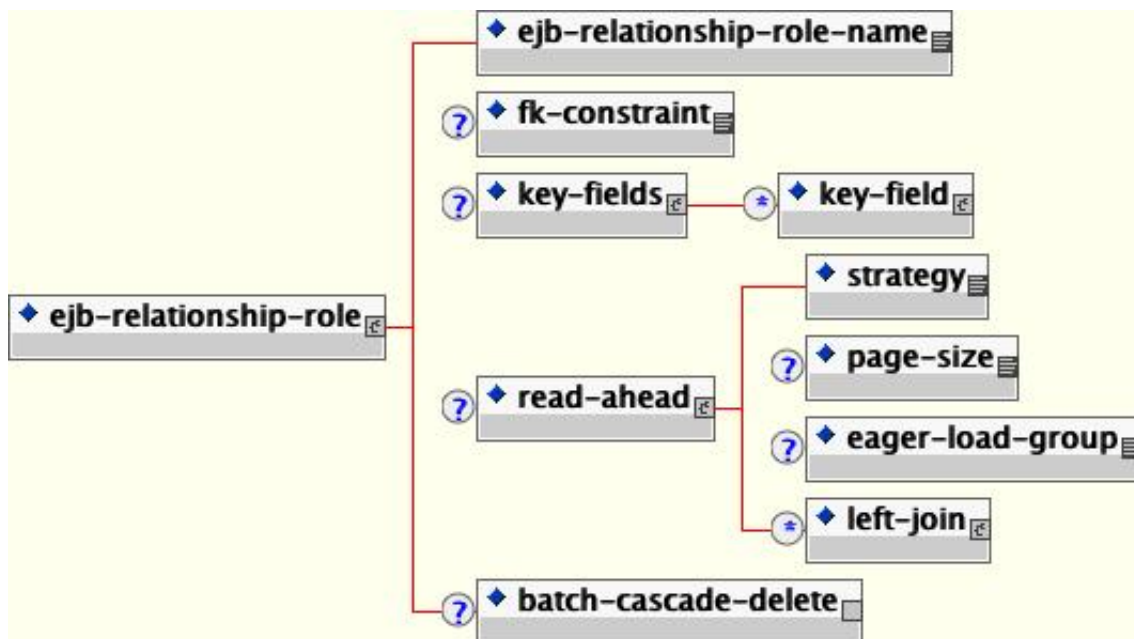 ejb-relationship-role-name
? fk-constraint
? key-fields * key-field
strategy
ejb-relationship-role
? page-size
? read-ahead
? eager-load-group
* left-join
? batch-cascade-delete